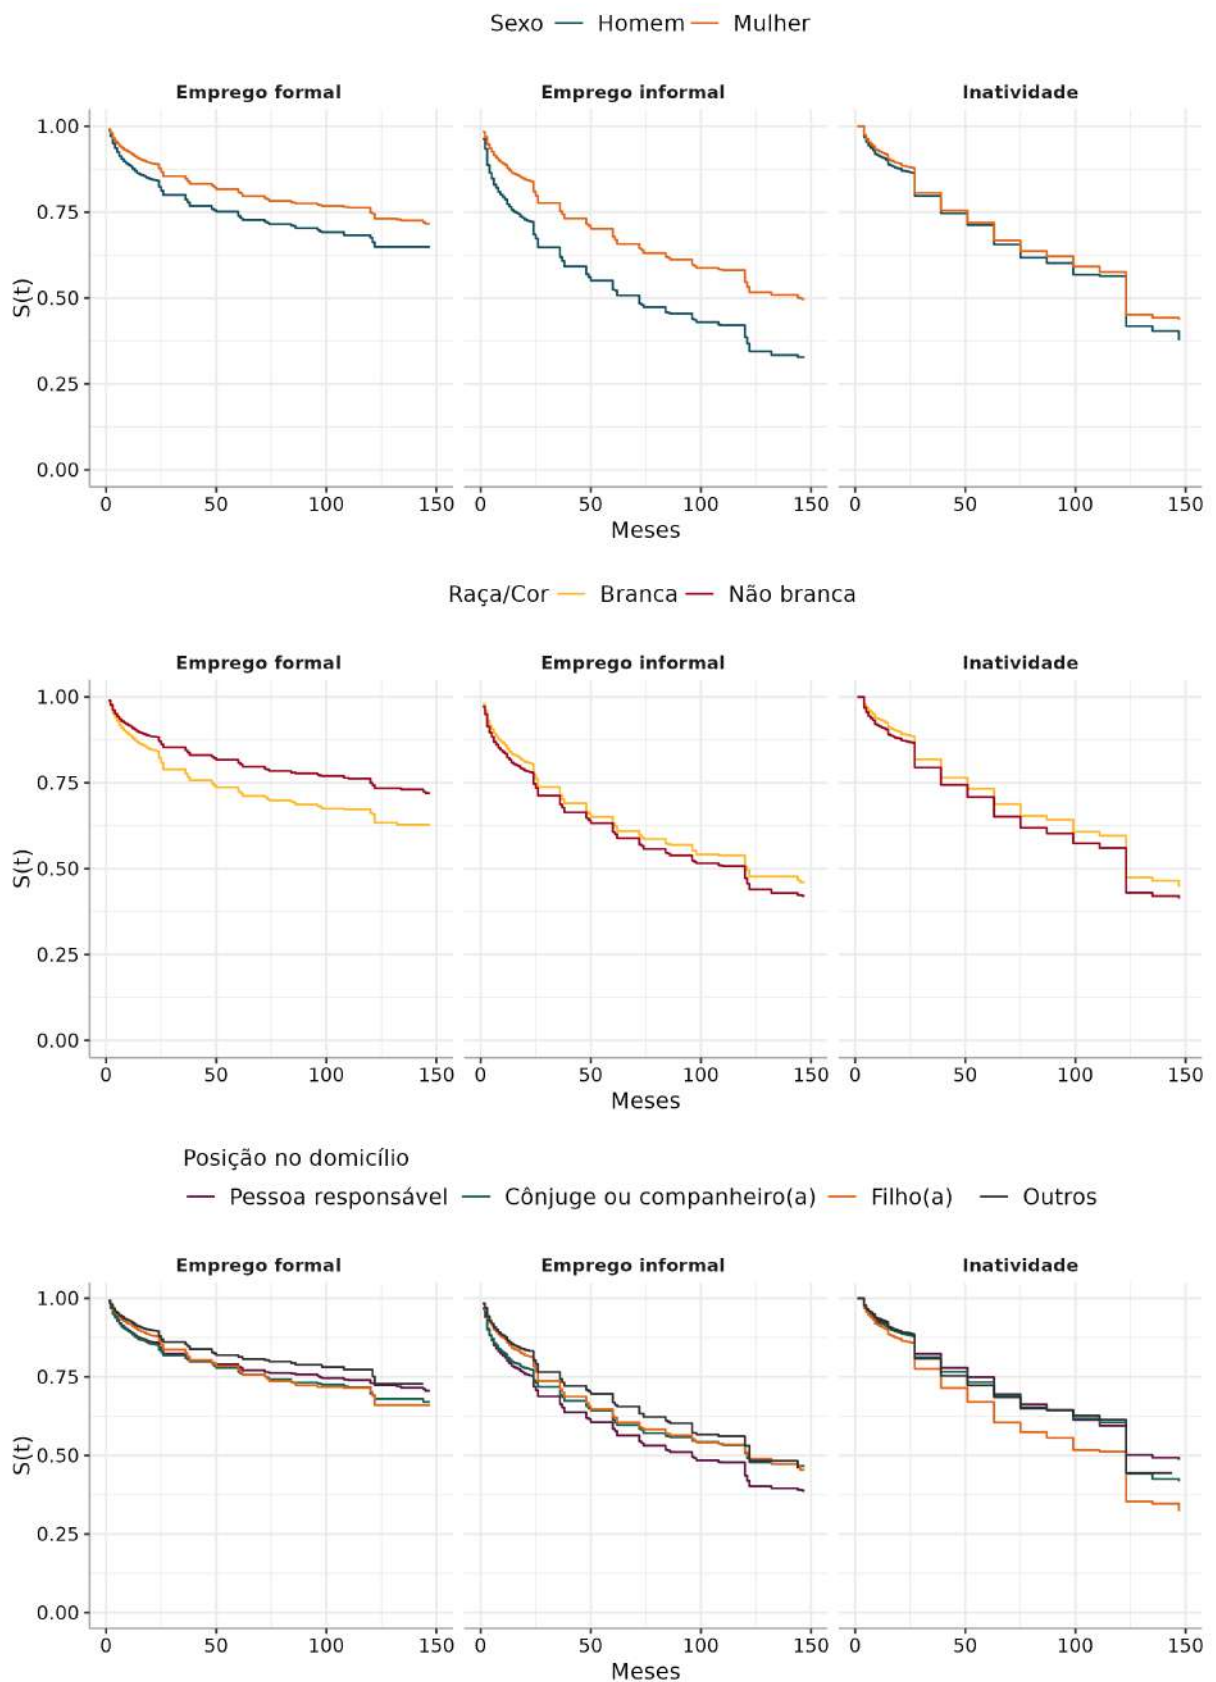 Sexo Homem Mulher
Emprego formal Emprego informal Inatividade
1.00
0.75
0.50
0.25
0.00
S(t)
0 50 100 150 0 50 100 150 0 50 100 150
Meses
Raça/Cor Branca Não branca
Emprego formal Emprego informal Inatividade
1.00
0.75
0.50
0.25
0.00
S(t)
0 50 100 150 0 50 100 150 0 50 100 150
Meses
Posição no domicílio
Pessoa responsável Cônjuge ou companheiro(a) Filho(a) Outros
Emprego formal Emprego informal Inatividade
1.00
0.75
0.50
0.25
0.00
S(t)
0 50 100 150 0 50 100 150 0 50 100 150
Meses